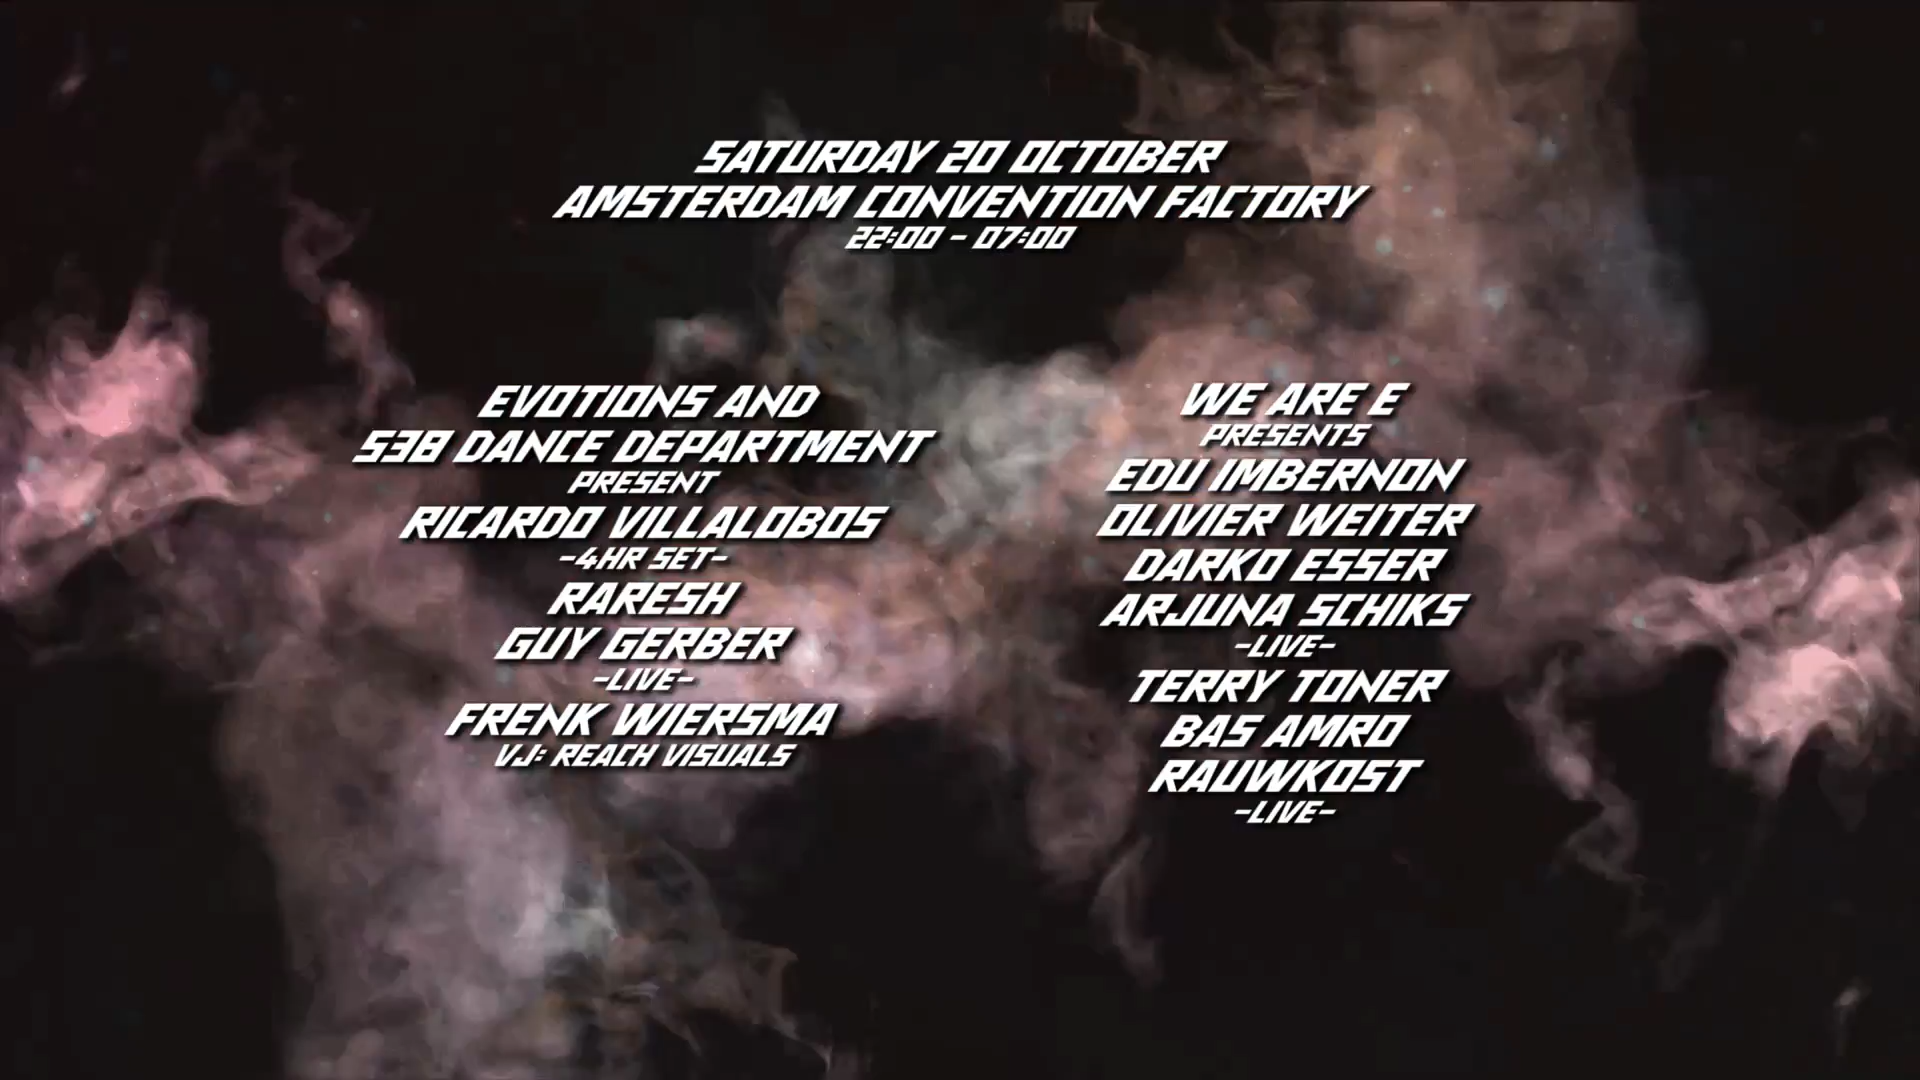 SATURDAY 20 OCTOBER
AMSTERDAM CONVENTION FACTORY
22:00 - 07:00
EVOTIONS AND
538 DANCE DEPARTMENT
PRESENT
RICARDO VILLALOBOS
-4HR SET-
RARESH
GUY GERBER
-LIVE-
FRENK WIERSMA
VJ: REACH VISUALS
WE ARE E
PRESENTS
EDU IMBERNON
OLIVIER WEITER
DARKO ESSER
ARJUNA SCHIKS
-LIVE-
TERRY TONER
BAS AMRO
RAUWKOST
-LIVE-